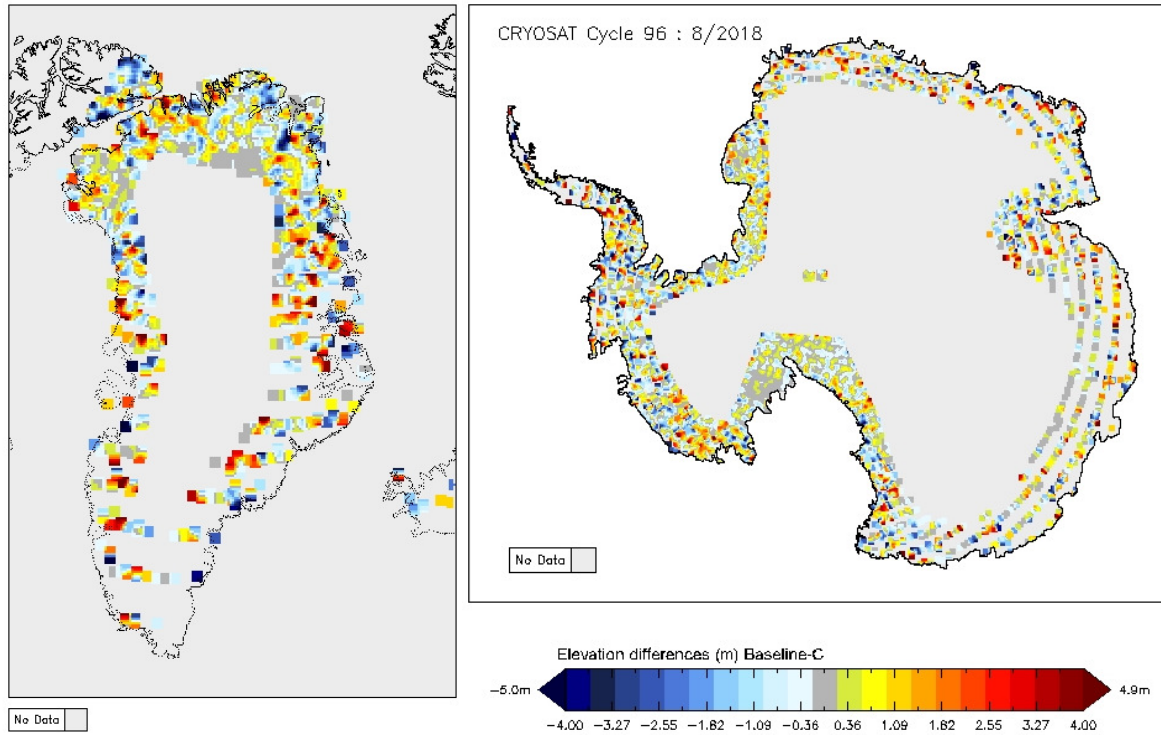 CRYOSAT Cycle 96 : 8/2018
No Data
No Data
Elevation differences (m) Baseline-C
-5.0m
4.9m
-4.00 -3.27 -2.55 -1.82 -1.09 -0.36 0.36 1.09 1.82 2.55 3.27 4.00